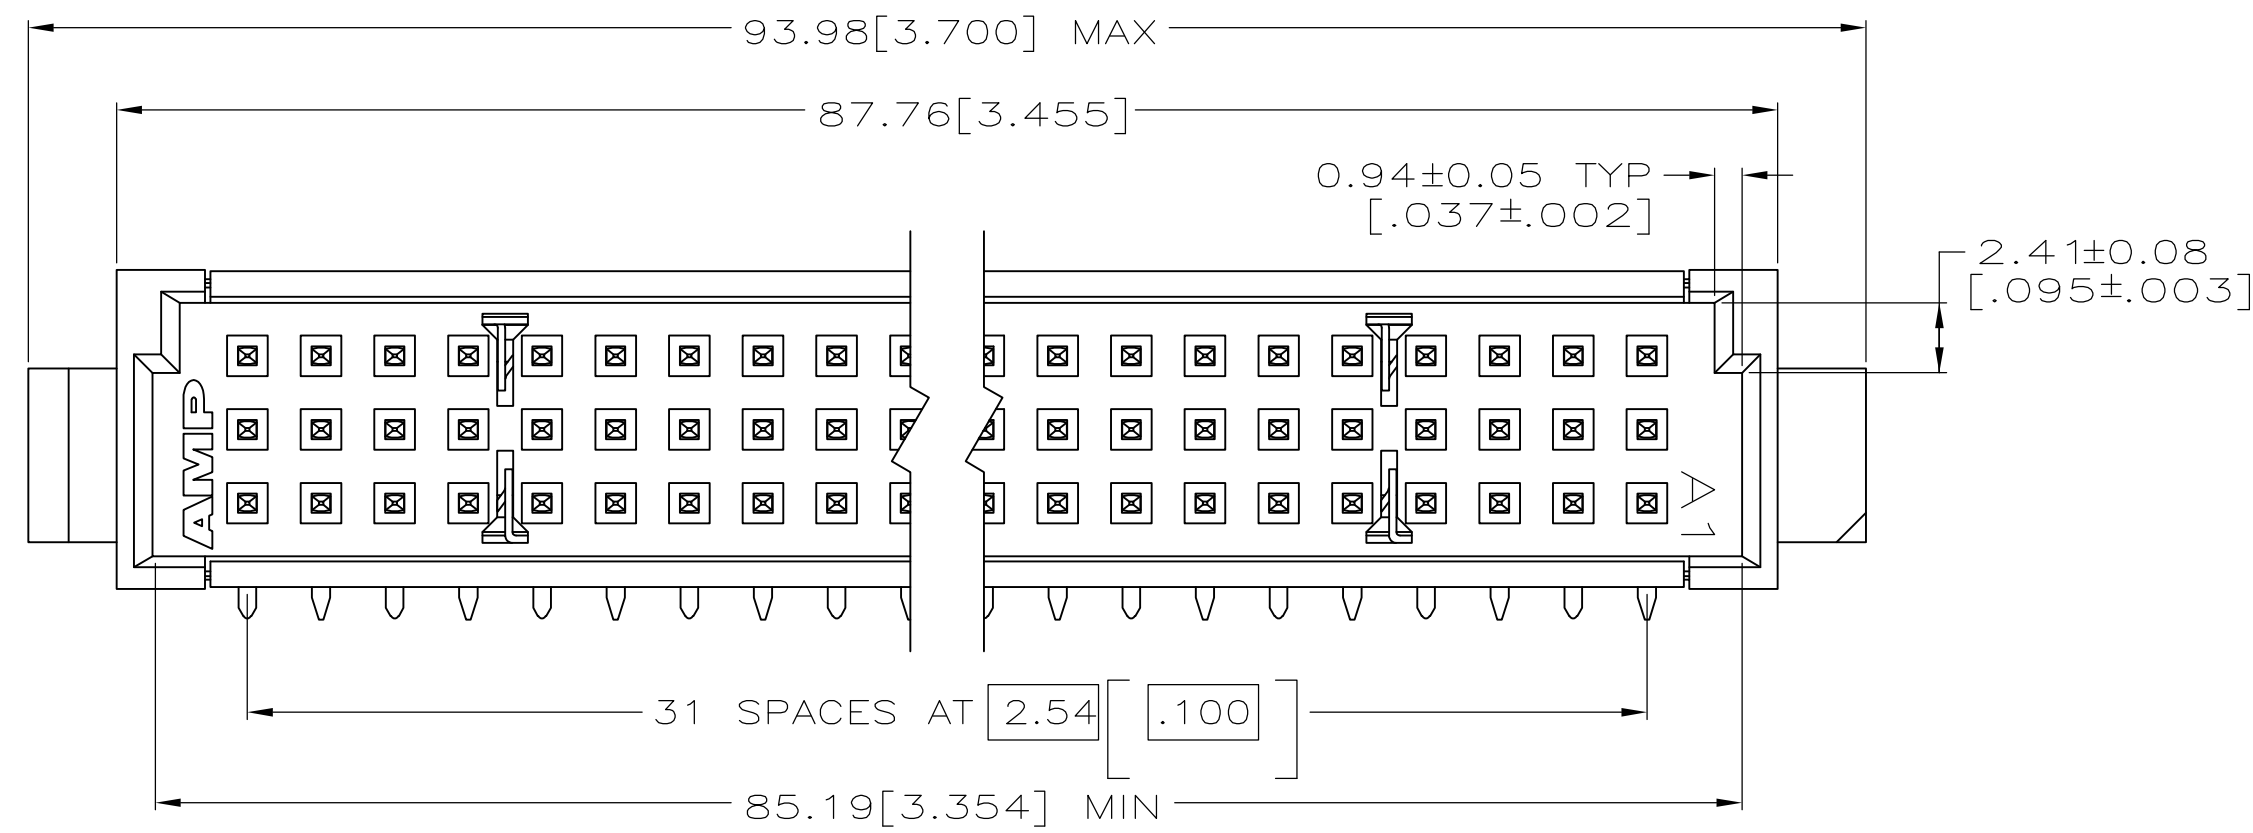 93.98[3.700] MAX
87.76[3.455]
0.94±0.05 TYP
[.037±.002]
2.41±0.08
[.095±.003]
AMP
A1
31 SPACES AT 2.54[ .100 ]
85.19[3.354] MIN